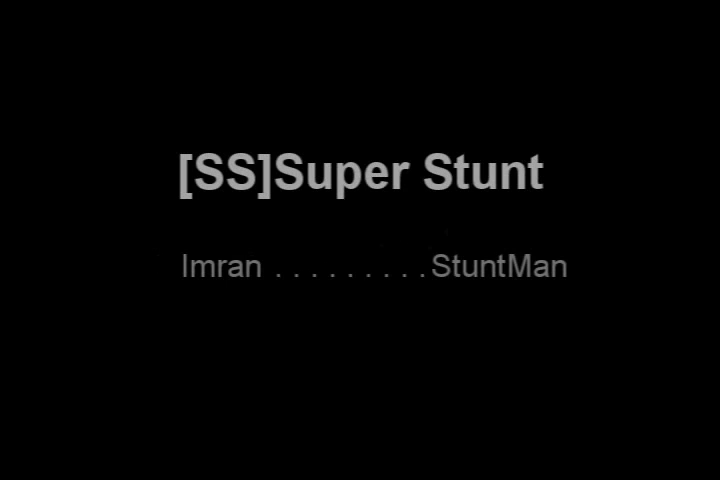 [SS]Super Stunt
Imran . . . . . . . . .StuntMan